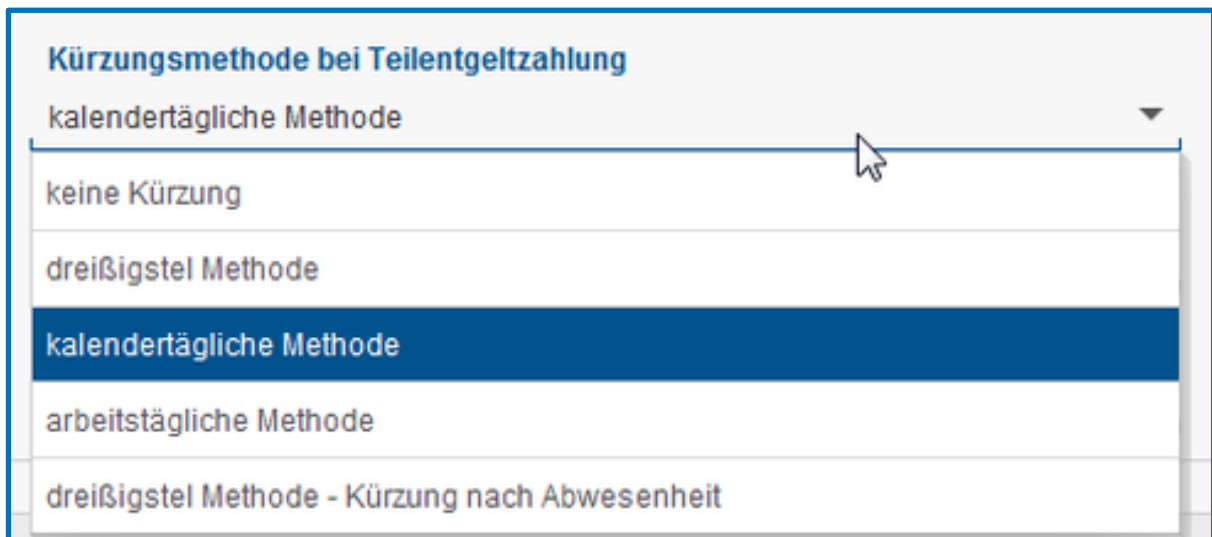 Kürzungsmethode bei Teilentgeltzahlung
kalendertägliche Methode
keine Kürzung
dreißigstel Methode
kalendertägliche Methode
arbeitstägliche Methode
dreißigstel Methode - Kürzung nach Abwesenheit